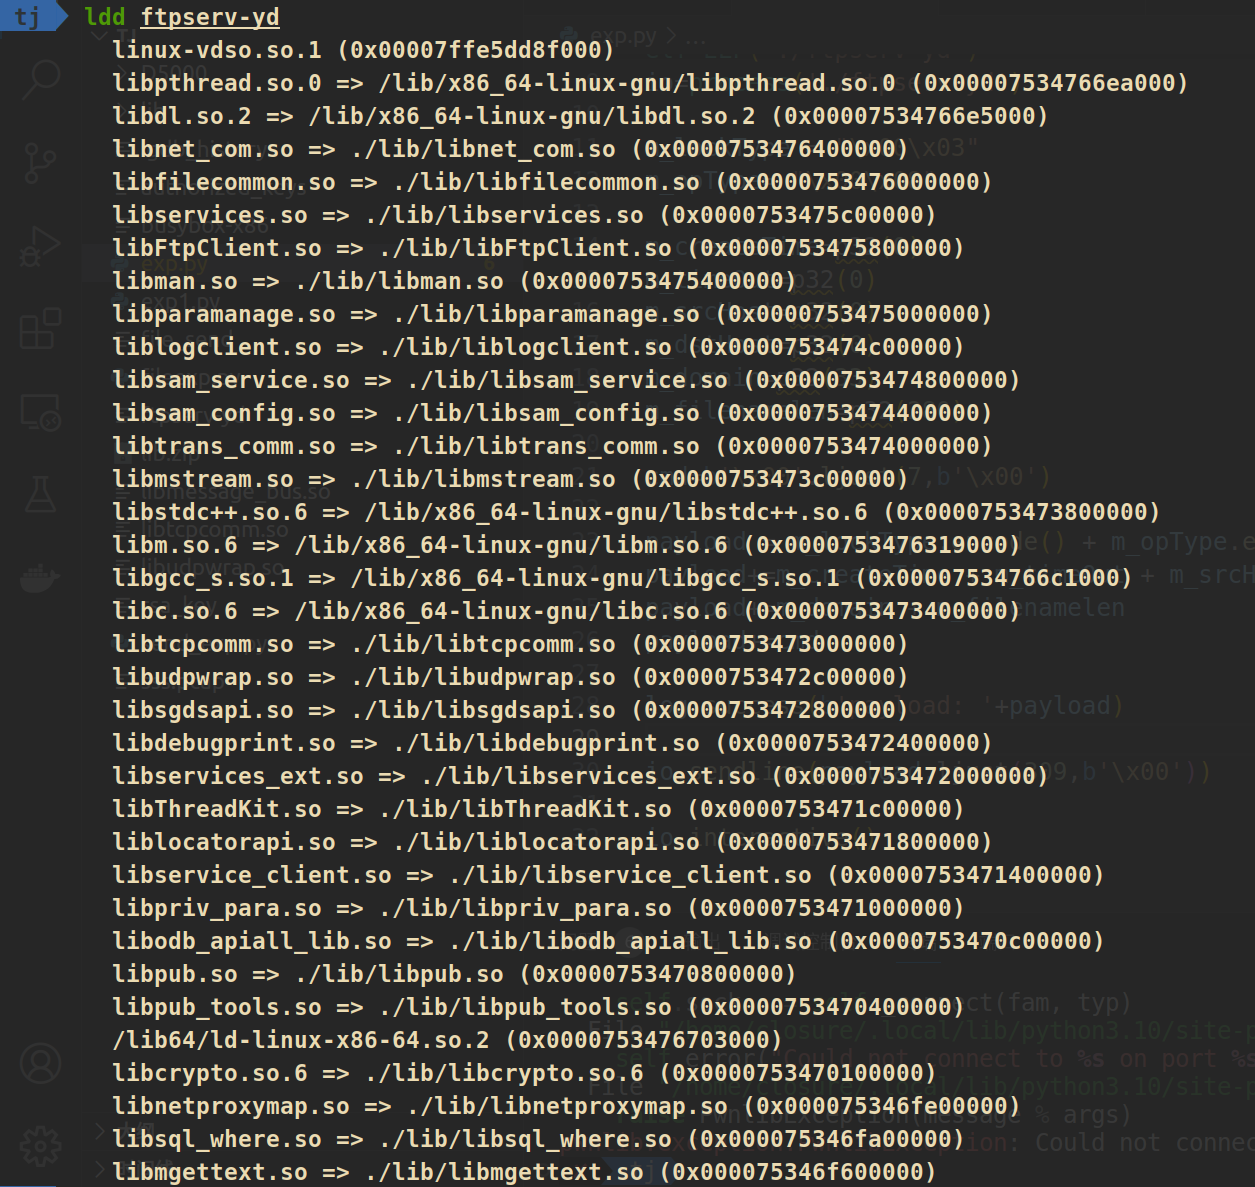 tj ldd ftpserv-yd
linux-vdso.so.1 (0x00007ffe5dd8f000)
libpthread.so.0 => /lib/x86_64-linux-gnu/libpthread.so.0 (0x00007534766ea000)
libdl.so.2 => /lib/x86_64-linux-gnu/libdl.so.2 (0x00007534766e5000)
libnet_com.so => ./lib/libnet_com.so (0x0000753476400000)
libfilecommon.so => ./lib/libfilecommon.so (0x0000753476000000)
libservices.so => ./lib/libservices.so (0x0000753475c00000)
libFtpClient.so => ./lib/libFtpClient.so (0x0000753475800000)
libman.so => ./lib/libman.so (0x0000753475400000)
libparamanage.so => ./lib/libparamanage.so (0x0000753475000000)
liblogclient.so => ./lib/liblogclient.so (0x0000753474c00000)
libsam_service.so => ./lib/libsam_service.so (0x0000753474800000)
libsam_config.so => ./lib/libsam_config.so (0x0000753474400000)
libtrans_comm.so => ./lib/libtrans_comm.so (0x0000753474000000)
libmstream.so => ./lib/libmstream.so (0x0000753473c00000)
libstdc++.so.6 => /lib/x86_64-linux-gnu/libstdc++.so.6 (0x0000753473800000)
libm.so.6 => /lib/x86_64-linux-gnu/libm.so.6 (0x0000753476319000)
libgcc_s.so.1 => /lib/x86_64-linux-gnu/libgcc_s.so.1 (0x00007534766c1000)
libc.so.6 => /lib/x86_64-linux-gnu/libc.so.6 (0x0000753473400000)
libtcpcomm.so => ./lib/libtcpcomm.so (0x0000753473000000)
libudpwrap.so => ./lib/libudpwrap.so (0x0000753472c00000)
libsgdsapi.so => ./lib/libsgdsapi.so (0x0000753472800000)
libdebugprint.so => ./lib/libdebugprint.so (0x0000753472400000)
libservices_ext.so => ./lib/libservices_ext.so (0x0000753472000000)
libThreadKit.so => ./lib/libThreadKit.so (0x0000753471c00000)
liblocatorapi.so => ./lib/liblocatorapi.so (0x0000753471800000)
libservice_client.so => ./lib/libservice_client.so (0x0000753471400000)
libpriv_para.so => ./lib/libpriv_para.so (0x0000753471000000)
libodb_apiall_lib.so => ./lib/libodb_apiall_lib.so (0x0000753470c00000)
libpub.so => ./lib/libpub.so (0x0000753470800000)
libpub_tools.so => ./lib/libpub_tools.so (0x0000753470400000)
/lib64/ld-linux-x86-64.so.2 (0x0000753476703000)
libcrypto.so.6 => ./lib/libcrypto.so.6 (0x0000753470100000)
libnetproxymap.so => ./lib/libnetproxymap.so (0x000075346fe00000)
libsql_where.so => ./lib/libsql_where.so (0x000075346fa00000)
libmgettext.so => ./lib/libmgettext.so (0x000075346f600000)